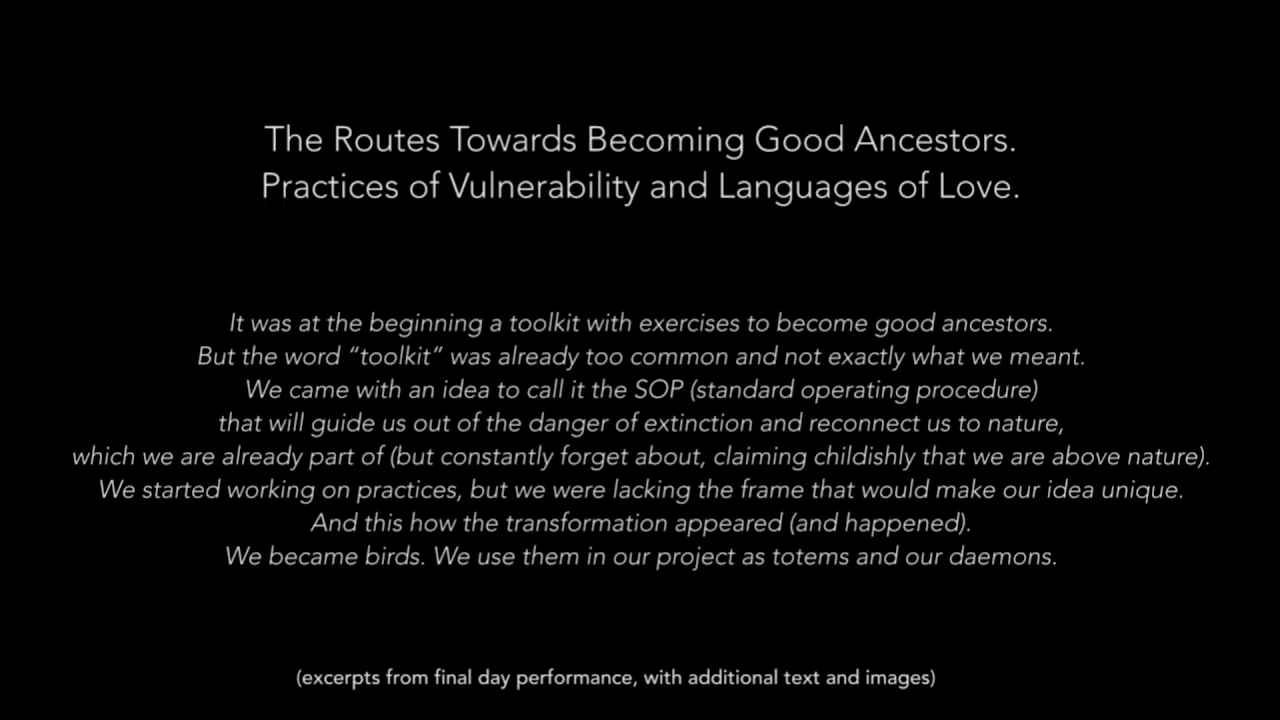 The Routes Towards Becoming Good Ancestors.
Practices of Vulnerability and Languages of Love.
It was at the beginning a toolkit with exercises to become good ancestors.
But the word “toolkit” was already too common and not exactly what we meant.
We came with an idea to call it the SOP (standard operating procedure)
that will guide us out of the danger of extinction and reconnect us to nature,
which we are already part of (but constantly forget about, claiming childishly that we are above nature).
We started working on practices, but we were lacking the frame that would make our idea unique.
And this how the transformation appeared (and happened).
We became birds. We use them in our project as totems and our daemons.
(excerpts from final day performance, with additional text and images)